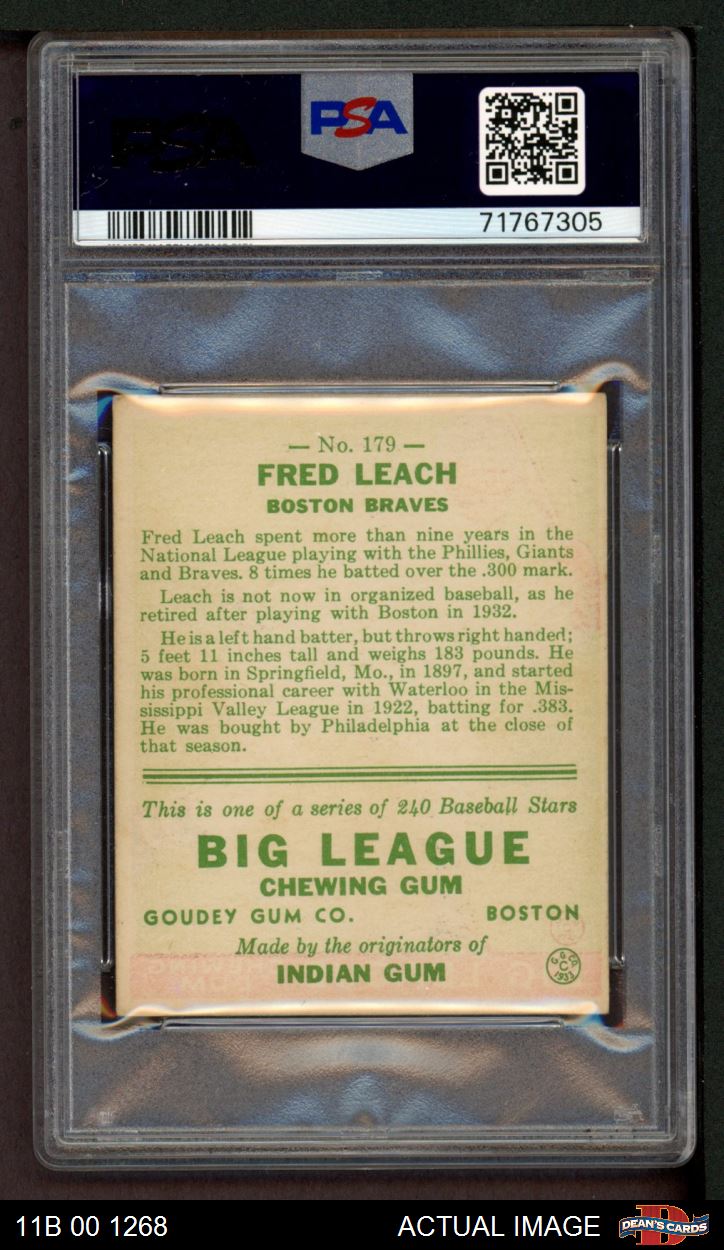 PSA
PSA
71767305
— No. 179 —
FRED LEACH
BOSTON BRAVES
Fred Leach spent more than nine years in the
National League playing with the Phillies, Giants
and Braves. 8 times he batted over the .300 mark.
Leach is not now in organized baseball, as he
retired after playing with Boston in 1932.
He is a left hand batter, but throws right handed;
5 feet 11 inches tall and weighs 183 pounds. He
was born in Springfield, Mo., in 1897, and started
his professional career with Waterloo in the Mis-
sissippi Valley League in 1922, batting for .383.
He was bought by Philadelphia at the close of
that season.
This is one of a series of 240 Baseball Stars
BIG LEAGUE
CHEWING GUM
GOUDEY GUM CO. BOSTON
Made by the originators of
INDIAN GUM
G. G. CO.
C
1933
11B 00 1268 ACTUAL IMAGE DEAN'S CARDS